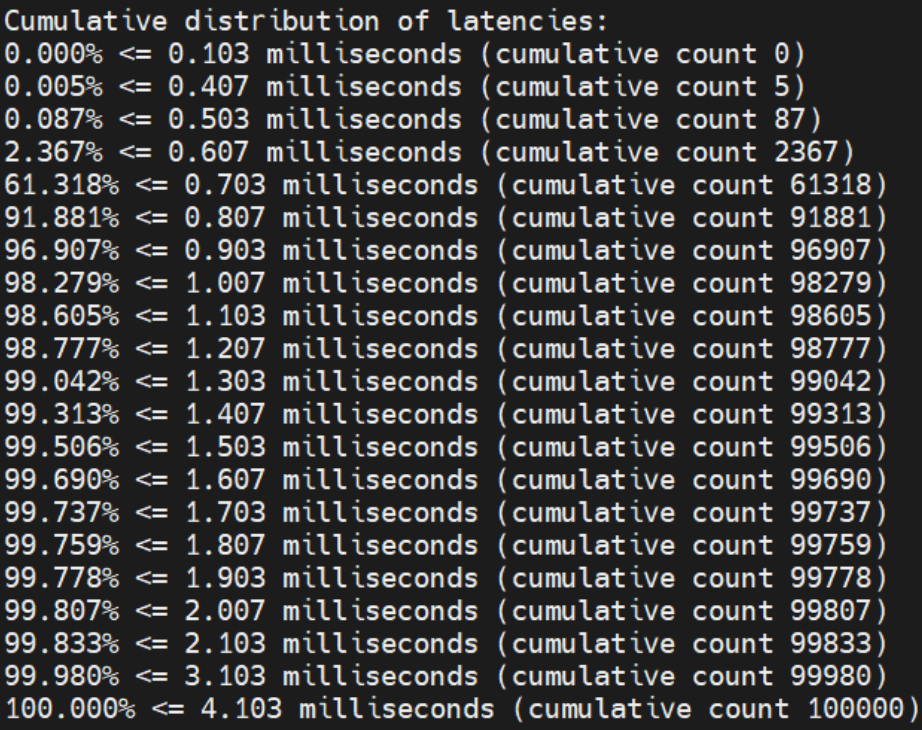 Cumulative distribution of latencies:
0.000% <= 0.103 milliseconds (cumulative count 0)
0.005% <= 0.407 milliseconds (cumulative count 5)
0.087% <= 0.503 milliseconds (cumulative count 87)
2.367% <= 0.607 milliseconds (cumulative count 2367)
61.318% <= 0.703 milliseconds (cumulative count 61318)
91.881% <= 0.807 milliseconds (cumulative count 91881)
96.907% <= 0.903 milliseconds (cumulative count 96907)
98.279% <= 1.007 milliseconds (cumulative count 98279)
98.605% <= 1.103 milliseconds (cumulative count 98605)
98.777% <= 1.207 milliseconds (cumulative count 98777)
99.042% <= 1.303 milliseconds (cumulative count 99042)
99.313% <= 1.407 milliseconds (cumulative count 99313)
99.506% <= 1.503 milliseconds (cumulative count 99506)
99.690% <= 1.607 milliseconds (cumulative count 99690)
99.737% <= 1.703 milliseconds (cumulative count 99737)
99.759% <= 1.807 milliseconds (cumulative count 99759)
99.778% <= 1.903 milliseconds (cumulative count 99778)
99.807% <= 2.007 milliseconds (cumulative count 99807)
99.833% <= 2.103 milliseconds (cumulative count 99833)
99.980% <= 3.103 milliseconds (cumulative count 99980)
100.000% <= 4.103 milliseconds (cumulative count 100000)